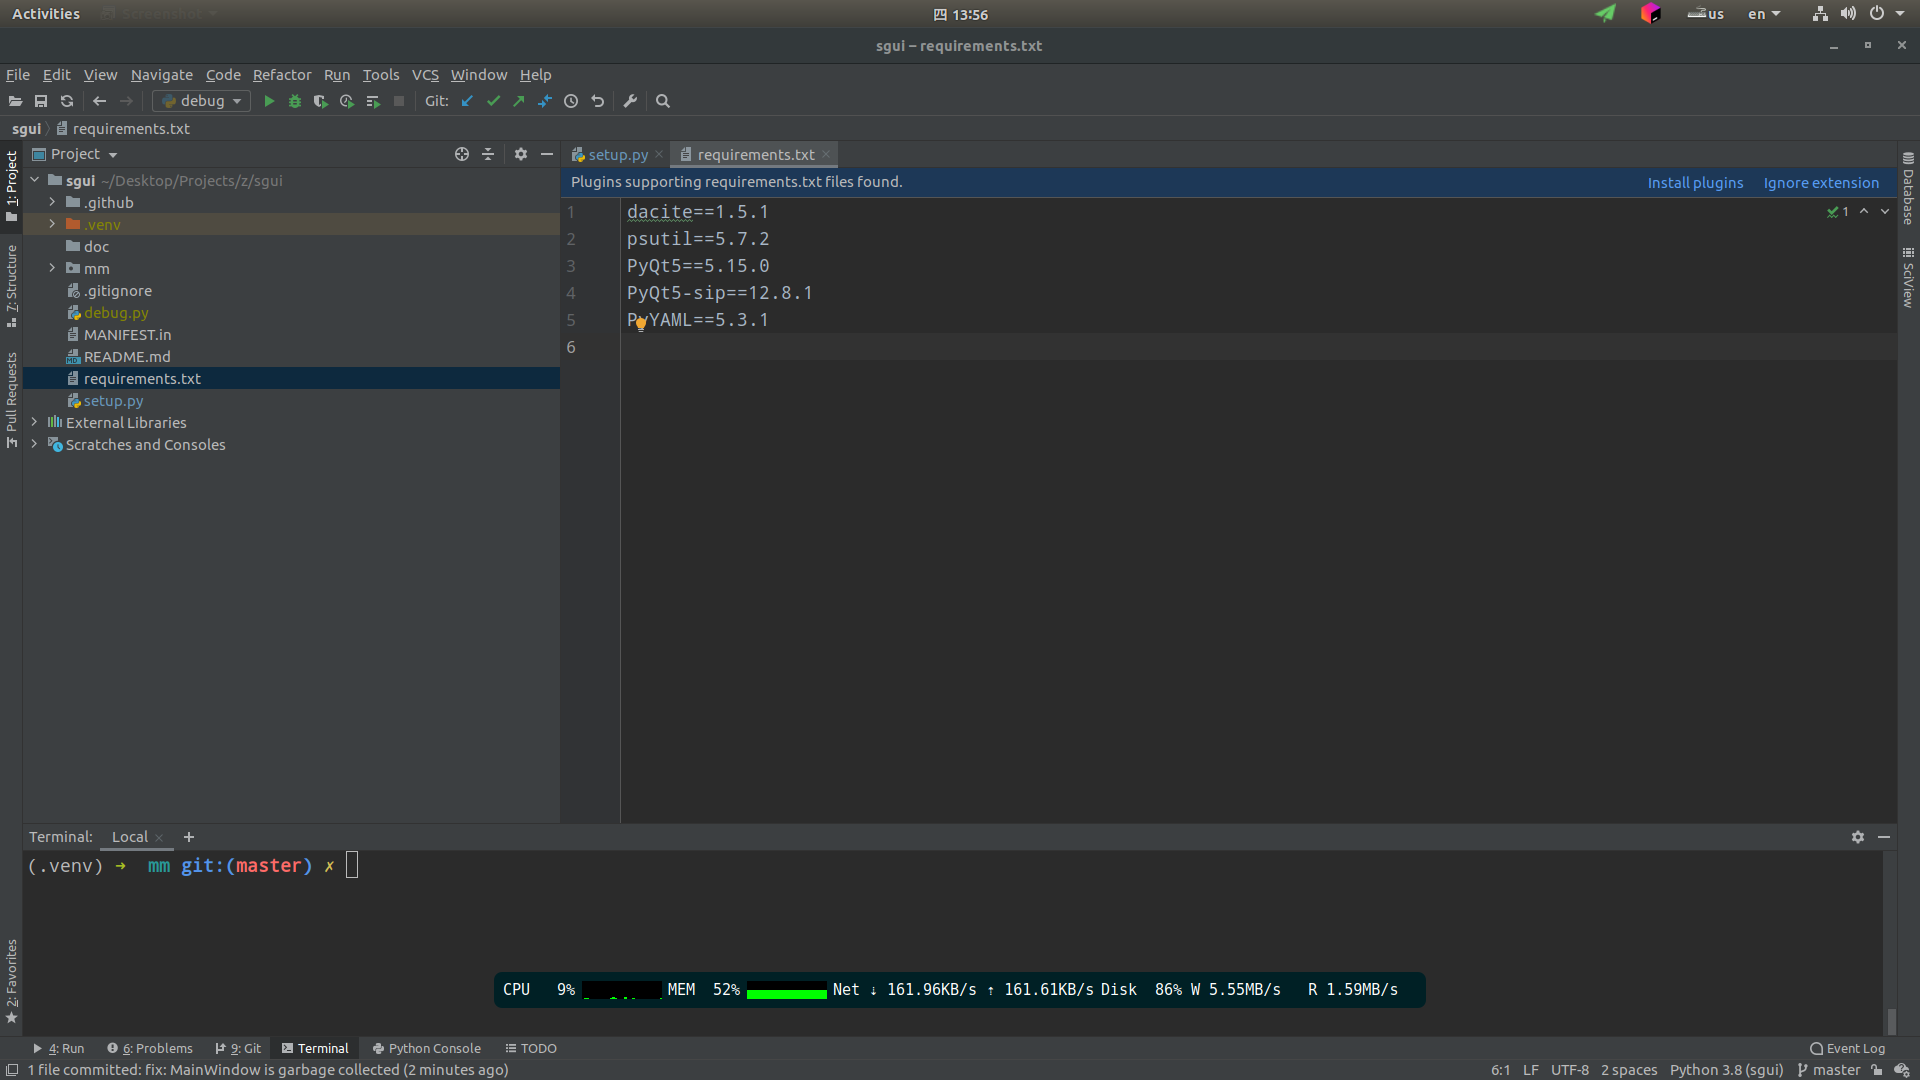 Activities
Screenshot
四 13:56
us
en
sgui – requirements.txt
File Edit View Navigate Code Refactor Run Tools VCS Window Help
debug
Git:
sgui
requirements.txt
1: Project
7: Structure
Pull Requests
2: Favorites
Project
sgui ~/Desktop/Projects/z/sgui
.github
.venv
doc
mm
.gitignore
debug.py
MANIFEST.in
README.md
requirements.txt
setup.py
External Libraries
Scratches and Consoles
setup.py
requirements.txt
Plugins supporting requirements.txt files found.
Install plugins
Ignore extension
1 dacite==1.5.1
2 psutil==5.7.2
3 PyQt5==5.15.0
4 PyQt5-sip==12.8.1
5 PyYAML==5.3.1
6
1
Database
SciView
Terminal: Local
(.venv) → mm git:(master) ✗
CPU 9% MEM 52% Net ↓ 161.96KB/s ↑ 161.61KB/s Disk 86% W 5.55MB/s R 1.59MB/s
4: Run
6: Problems
9: Git
Terminal
Python Console
TODO
Event Log
1 file committed: fix: MainWindow is garbage collected (2 minutes ago)
6:1 LF UTF-8 2 spaces Python 3.8 (sgui) master